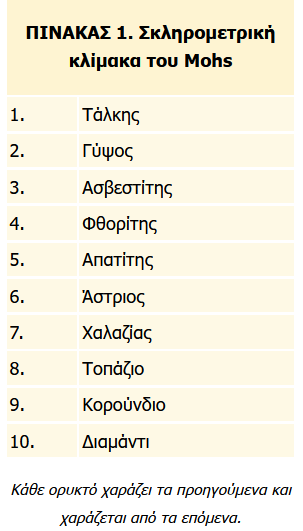 ΠΙΝΑΚΑΣ 1. Σκληρομετρική
κλίμακα του Mohs
1. Τάλκης
2. Γύψος
3. Ασβεστίτης
4. Φθορίτης
5. Απατίτης
6. Άστριος
7. Χαλαζίας
8. Τοπάζιο
9. Κορούνδιο
10. Διαμάντι
Κάθε ορυκτό χαράζει τα προηγούμενα και
χαράζεται από τα επόμενα.